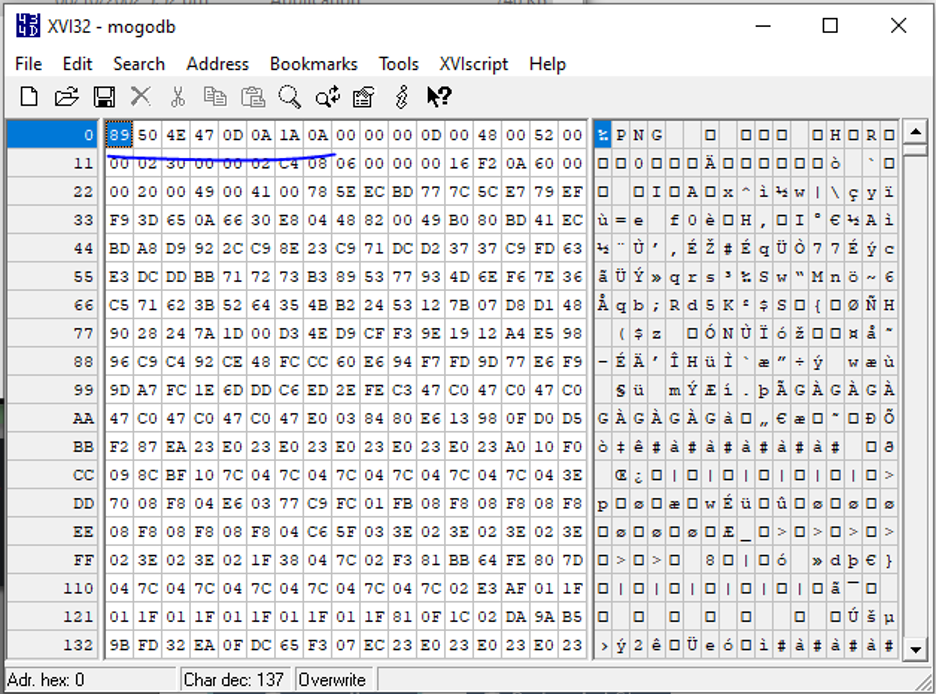 XVI32 - mogodb
File Edit Search Address Bookmarks Tools XVIscript Help
0 89 50 4E 47 0D 0A 1A 0A 00 00 00 0D 00 48 00 52 00 ‰ P N G □ □ □ □ □ H □ R □
11 00 02 30 00 00 00 02 C4 08 06 00 00 00 16 F2 0A 60 00 □ □ 0 □ □ □ Ä □ □ □ □ □ □ ò ` □
22 00 20 00 49 00 41 00 78 5E EC BD 77 7C 5C E7 79 EF □ □ I □ A □ x ^ ì ½ w | \ ç y ï
33 F9 3D 65 0A 66 30 E8 04 48 82 00 49 B0 80 BD 41 EC ù = e f 0 è □ H ‚ □ I ° € ½ A ì
44 BD A8 D9 92 2C C9 8E 23 C9 71 DC D2 37 37 C9 FD 63 ½ ¨ Ù ’ , É Ž # É q Ü Ò 7 7 É ý c
55 E3 DC DD BB 71 72 73 B3 89 53 77 93 4D 6E F6 7E 36 ã Ü Ý » q r s ³ ‰ S w “ M n ö ~ 6
66 C5 71 62 3B 52 64 35 4B B2 24 53 12 7B 07 D8 D1 48 Å q b ; R d 5 K ² $ S □ { □ Ø Ñ H
77 90 28 24 7A 1D 00 D3 4E D9 CF F3 9E 19 12 A4 E5 98 ( $ z □ Ó N Ù Ï ó ž □ □ ¤ å ˜
88 96 C9 C4 92 CE 48 FC CC 60 E6 94 F7 FD 9D 77 E6 F9 – É Ä ’ Î H ü Ì ` æ ” ÷ ý w æ ù
99 9D A7 FC 1E 6D DD C6 ED 2E FE C3 47 C0 47 C0 47 C0 § ü m Ý Æ í . þ Ã G À G À G À
AA 47 C0 47 C0 47 C0 47 E0 03 84 80 E6 13 98 0F D0 D5 G À G À G À G à □ „ € æ □ ˜ □ Ð Õ
BB F2 87 EA 23 E0 23 E0 23 E0 23 E0 23 E0 23 A0 10 F0 ò ‡ ê # à # à # à # à # à # □ ð
CC 09 8C BF 10 7C 04 7C 04 7C 04 7C 04 7C 04 7C 04 3E Œ ¿ □ | □ | □ | □ | □ | □ | □ >
DD 70 08 F8 04 E6 03 77 C9 FC 01 FB 08 F8 08 F8 08 F8 p □ ø □ æ □ w É ü □ û □ ø □ ø □ ø
EE 08 F8 08 F8 08 F8 04 C6 5F 03 3E 02 3E 02 3E 02 3E □ ø □ ø □ ø □ Æ _ □ > □ > □ > □ >
FF 02 3E 02 3E 02 1F 38 04 7C 02 F3 81 BB 64 FE 80 7D □ > □ > □ 8 □ | □ ó » d þ € }
110 04 7C 04 7C 04 7C 04 7C 04 7C 04 7C 02 E3 AF 01 1F □ | □ | □ | □ | □ | □ | □ ã ¯ □
121 01 1F 01 1F 01 1F 01 1F 01 1F 81 0F 1C 02 DA 9A B5 □ □ □ □ □ □ □ Ú š µ
132 9B FD 32 EA 0F DC 65 F3 07 EC 23 E0 23 E0 23 E0 23 › ý 2 ê □ Ü e ó □ ì # à # à # à #
Adr. hex: 0 Char dec: 137 Overwrite